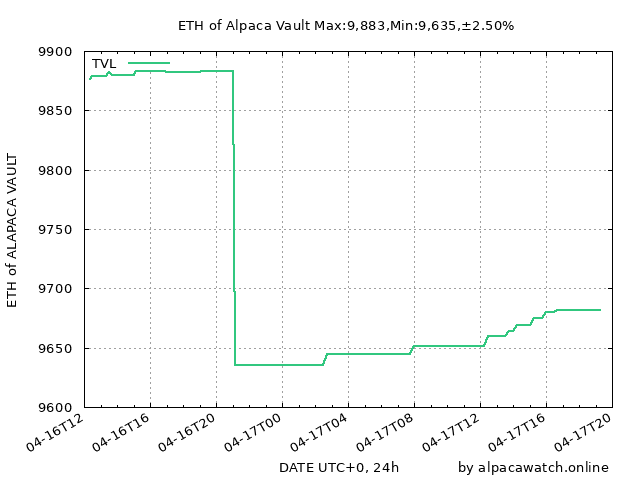 ETH of Alpaca Vault Max:9,883,Min:9,635,±2.50%
TVL
9900
9850
9800
9750
9700
9650
9600
ETH of ALAPACA VAULT
04-16T12
04-16T16
04-16T20
04-17T00
04-17T04
04-17T08
04-17T12
04-17T16
04-17T20
DATE UTC+0, 24h
by alpacawatch.online